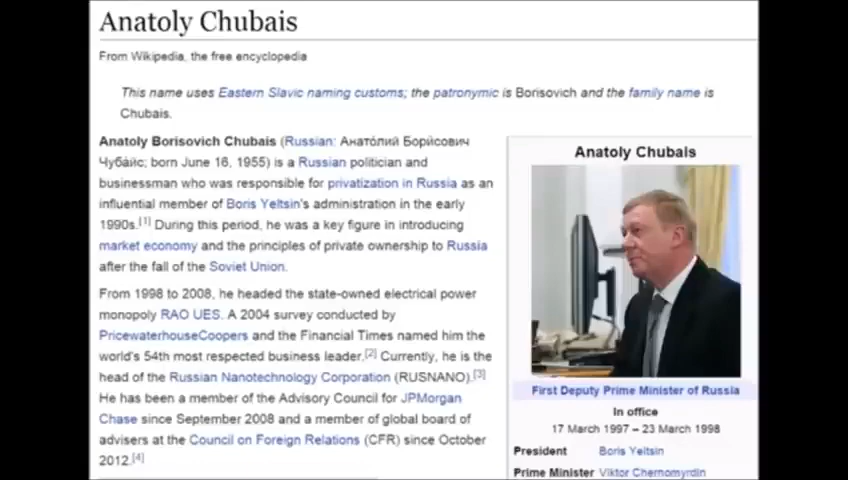 Anatoly Chubais
From Wikipedia, the free encyclopedia
This name uses Eastern Slavic naming customs; the patronymic is Borisovich and the family name is
Chubais.
Anatoly Borisovich Chubais (Russian: Анато́лий Бори́сович
Чуба́йс; born June 16, 1955) is a Russian politician and
businessman who was responsible for privatization in Russia as an
influential member of Boris Yeltsin's administration in the early
1990s.[1] During this period, he was a key figure in introducing
market economy and the principles of private ownership to Russia
after the fall of the Soviet Union.
From 1998 to 2008, he headed the state-owned electrical power
monopoly RAO UES. A 2004 survey conducted by
PricewaterhouseCoopers and the Financial Times named him the
world's 54th most respected business leader.[2] Currently, he is the
head of the Russian Nanotechnology Corporation (RUSNANO).[3]
He has been a member of the Advisory Council for JPMorgan
Chase since September 2008 and a member of global board of
advisers at the Council on Foreign Relations (CFR) since October
2012.[4]
Anatoly Chubais
First Deputy Prime Minister of Russia
In office
17 March 1997 – 23 March 1998
President Boris Yeltsin
Prime Minister Viktor Chernomyrdin